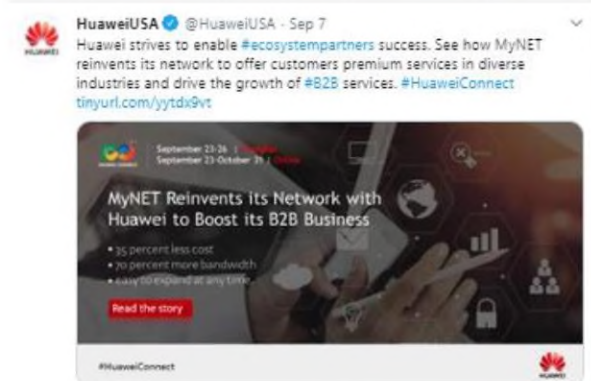 HuaweiUSA @HuaweiUSA · Sep 7
Huawei strives to enable #ecosystempartners success. See how MyNET
reinvents its network to offer customers premium services in diverse
industries and drive the growth of #B2B services. #HuaweiConnect
tinyurl.com/yytdx9vt
HUAWEI
September 23-26 |
September 23-October 31 | Online
MyNET Reinvents its Network with
Huawei to Boost its B2B Business
• 35 percent less cost
• 70 percent more bandwidth
• easy to expand at any time
Read the story
#HuaweiConnect
HUAWEI